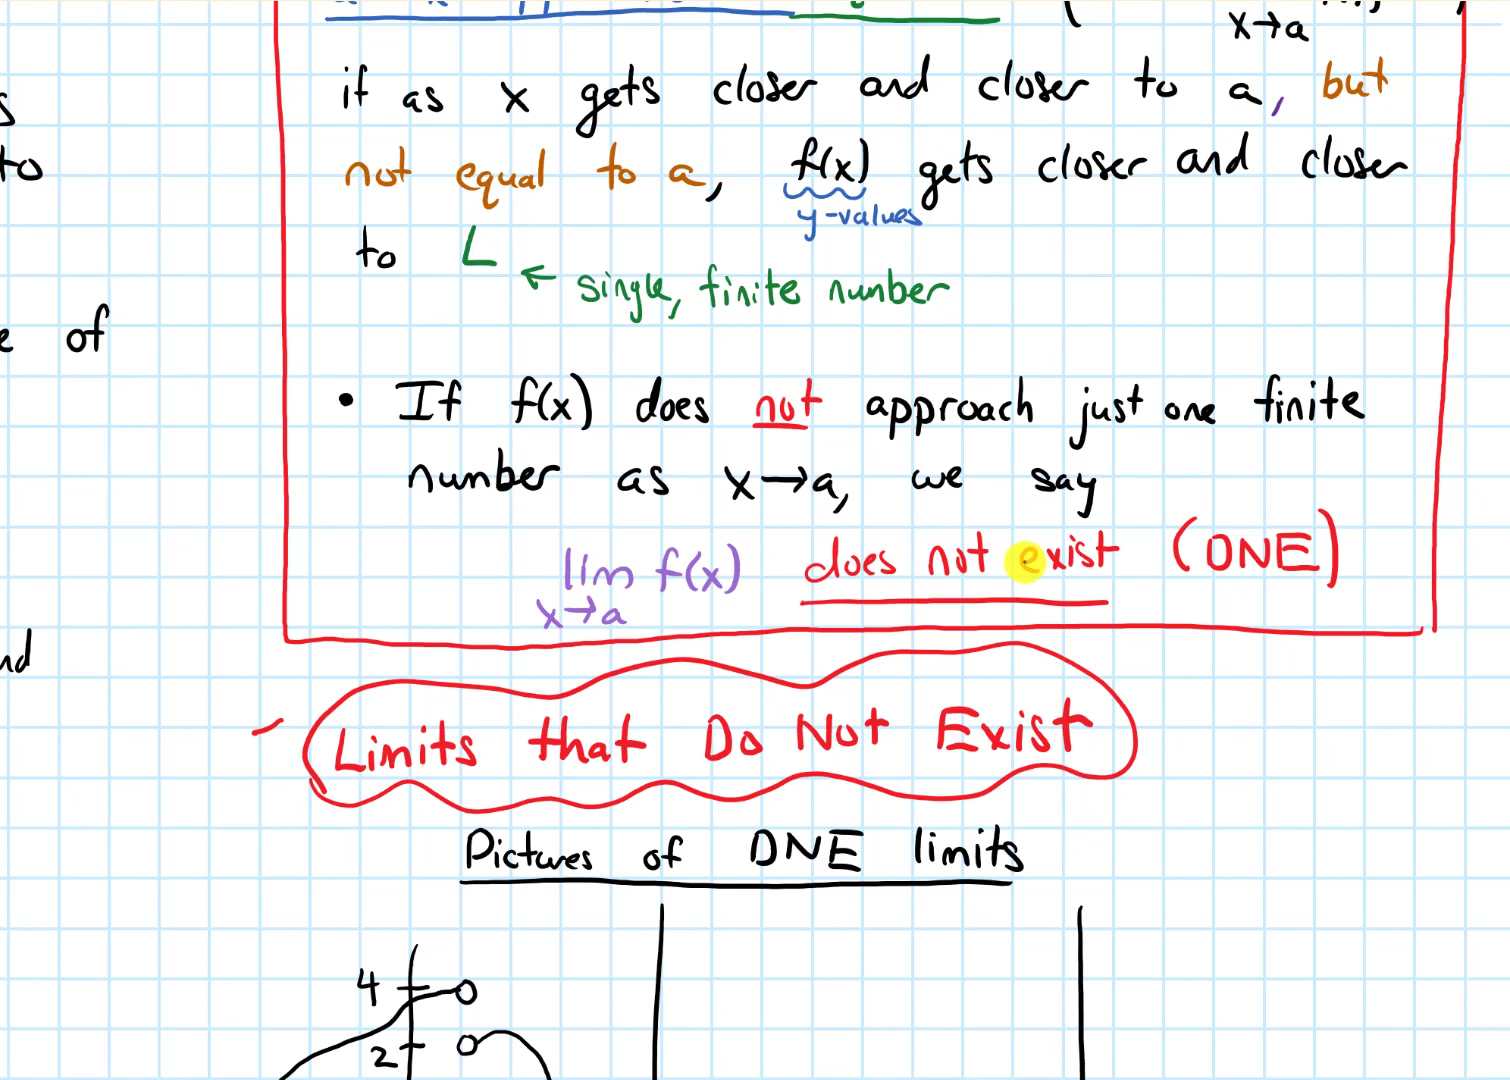 x→a
if as x gets closer and closer to a, but
not equal to a, f(x) gets closer and closer
y-values
to L ← single, finite number
to
of
• If f(x) does not approach just one finite
number as x→a, we say
lim f(x) does not exist (DNE)
x→a
Limits that Do Not Exist
Pictures of DNE limits
4
2